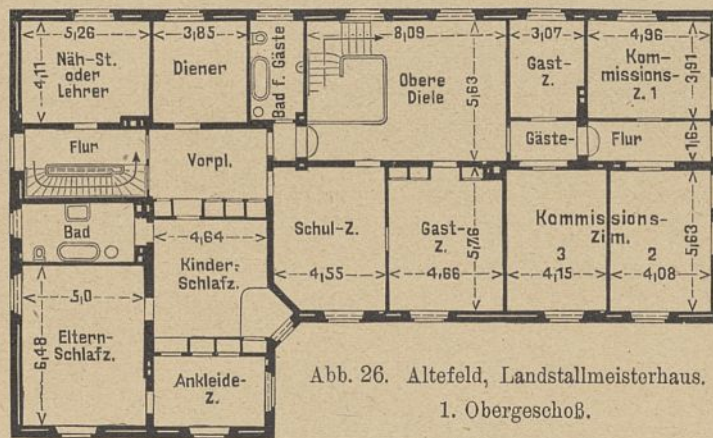 5,26
4,11
Näh-St.
oder
Lehrer
3,85
Diener
Bad f. Gäste
8,09
Obere
Diele
5,63
3,07
Gast-
z.
4,96
Kom-
missions-
Z. 1
3,91
Flur
Vorpl.
Gäste-
Flur
1,6
Bad
4,64
Kinder-
Schlafz.
Schul-Z.
4,55
Gast-
z.
4,66
5,76
Kommissions-
Zim.
3
2
4,15
4,08
5,63
5,0
6,48
Eltern-
Schlafz.
Ankleide-
Z.
Abb. 26. Altefeld, Landstallmeisterhaus.
1. Obergeschoß.